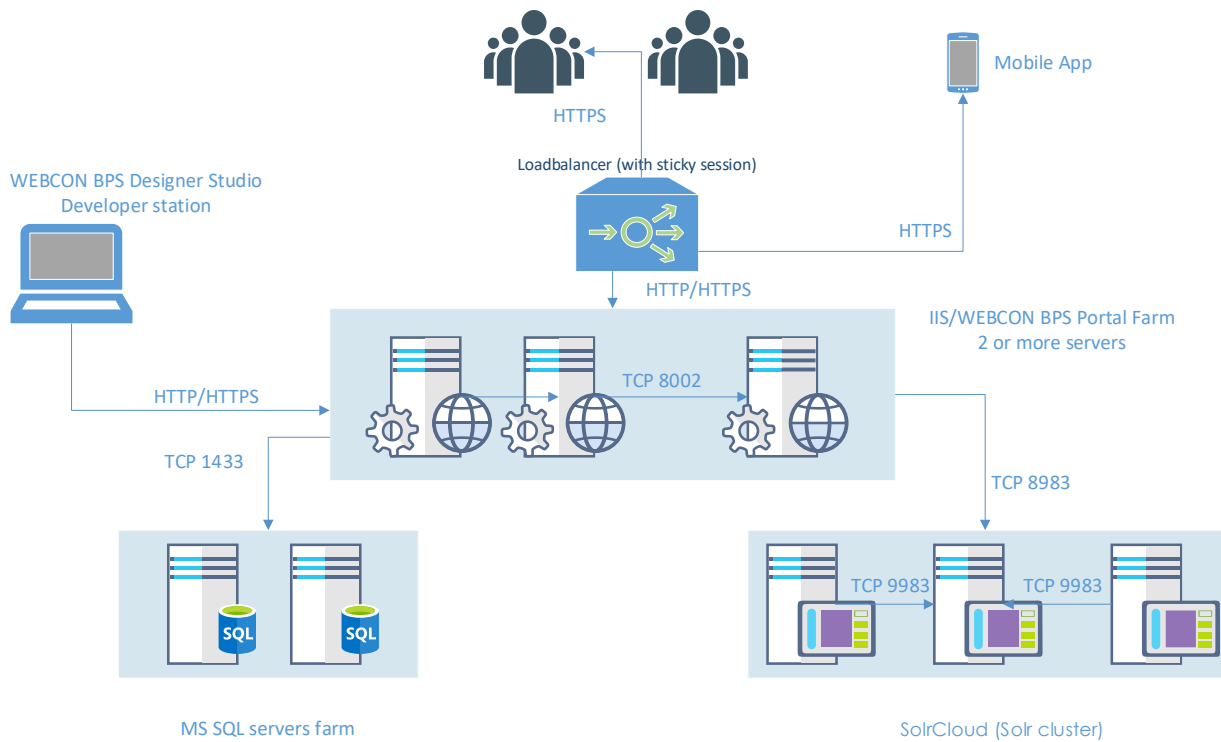 Mobile App
HTTPS
Loadbalancer (with sticky session)
WEBCON BPS Designer Studio
Developer station
HTTPS
HTTP/HTTPS
IIS/WEBCON BPS Portal Farm
2 or more servers
TCP 8002
HTTP/HTTPS
TCP 1433
TCP 8983
TCP 9983
TCP 9983
SQL
SQL
MS SQL servers farm
SolrCloud (Solr cluster)